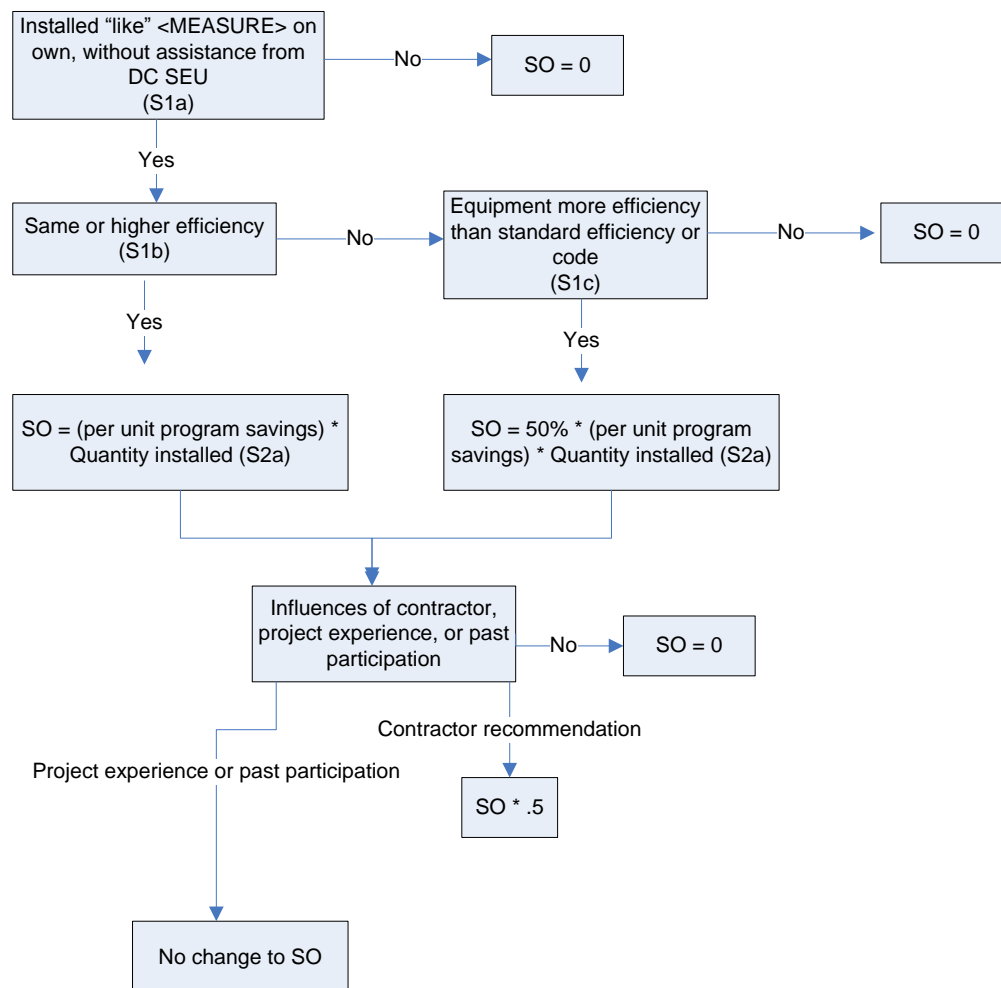 Installed “like” <MEASURE> on
own, without assistance from
DC SEU
(S1a)
No
SO = 0
Yes
Same or higher efficiency
(S1b)
No
Equipment more efficiency
than standard efficiency or
code
(S1c)
No
SO = 0
Yes
Yes
SO = (per unit program savings) *
Quantity installed (S2a)
SO = 50% * (per unit program
savings) * Quantity installed (S2a)
Influences of contractor,
project experience, or past
participation
No
SO = 0
Contractor recommendation
Project experience or past participation
SO * .5
No change to SO